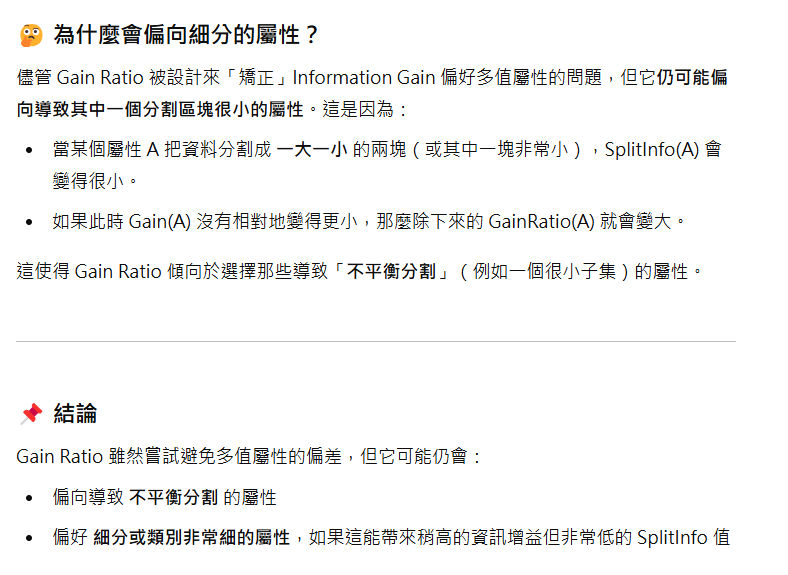 🤔 為什麼會偏向細分的屬性？
儘管 Gain Ratio 被設計來「矯正」Information Gain 偏好多值屬性的問題，但它仍可能偏
向導致其中一個分割區塊很小的屬性。這是因為：
• 當某個屬性 A 把資料分割成 一大一小 的兩塊（或其中一塊非常小），SplitInfo(A) 會
變得很小。
• 如果此時 Gain(A) 沒有相對地變得更小，那麼除下來的 GainRatio(A) 就會變大。
這使得 Gain Ratio 傾向於選擇那些導致「不平衡分割」（例如一個很小子集）的屬性。
📌 結論
Gain Ratio 雖然嘗試避免多值屬性的偏差，但它可能仍會：
• 偏向導致 不平衡分割 的屬性
• 偏好 細分或類別非常細的屬性，如果這能帶來稍高的資訊增益但非常低的 SplitInfo 值